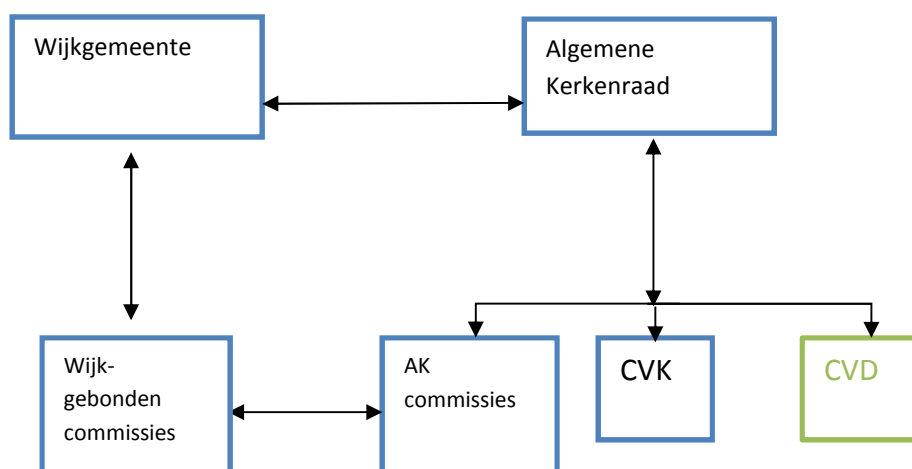 Wijkgemeente
Algemene
Kerkenraad
Wijk-
gebonden
commissies
AK
commissies
CVK
CVD